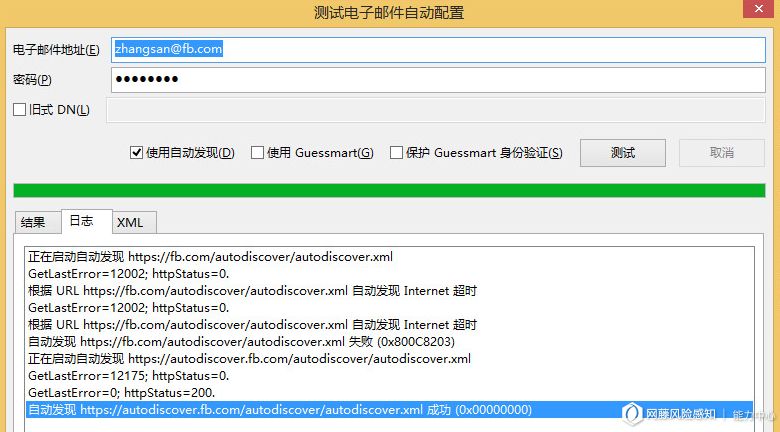 测试电子邮件自动配置
电子邮件地址(E) zhangsan@fb.com
密码(P) ●●●●●●●●
旧式 DN(L)
使用自动发现(D) 使用 Guessmart(G) 保护 Guessmart 身份验证(S) 测试 取消
结果 日志 XML
正在启动自动发现 https://fb.com/autodiscover/autodiscover.xml
GetLastError=12002; httpStatus=0.
根据 URL https://fb.com/autodiscover/autodiscover.xml 自动发现 Internet 超时
GetLastError=12002; httpStatus=0.
根据 URL https://fb.com/autodiscover/autodiscover.xml 自动发现 Internet 超时
自动发现 https://fb.com/autodiscover/autodiscover.xml 失败 (0x800C8203)
正在启动自动发现 https://autodiscover.fb.com/autodiscover/autodiscover.xml
GetLastError=12175; httpStatus=0.
GetLastError=0; httpStatus=200.
自动发现 https://autodiscover.fb.com/autodiscover/autodiscover.xml 成功 (0x00000000)
网藤风险感知 | 能力中心